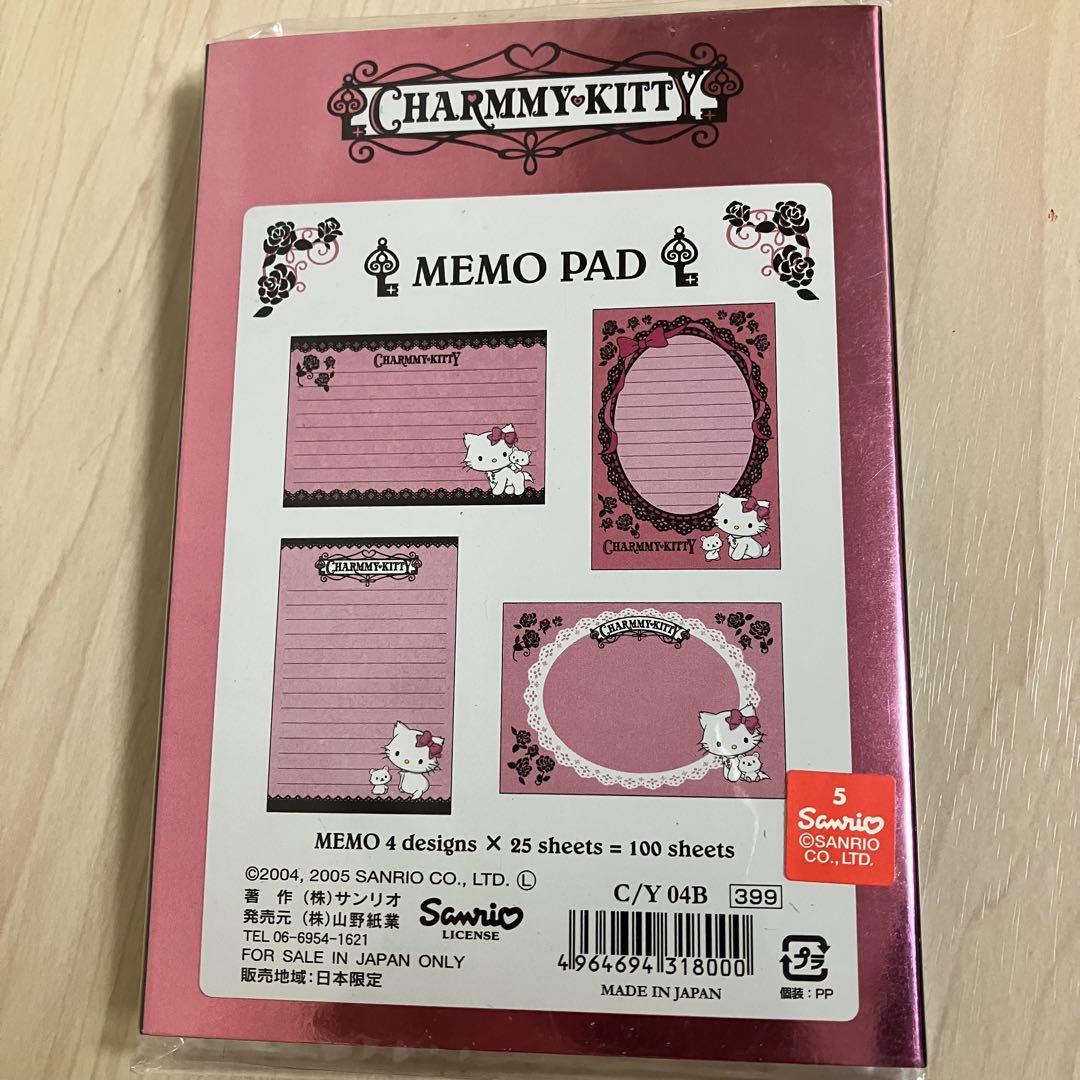 CHARMMY KITTY
MEMO PAD
CHARMMY KITTY
CHARMMY KITTY
CHARMMY KITTY
CHARMMY KITTY
MEMO 4 designs × 25 sheets = 100 sheets
5
Sanrio
©SANRIO
CO., LTD.
©2004, 2005 SANRIO CO., LTD. Ⓛ
著 作 (株)サンリオ
発売元 (株)山野紙業
TEL 06-6954-1621
FOR SALE IN JAPAN ONLY
販売地域:日本限定
Sanrio
LICENSE
C/Y 04B 399
4964694318000
MADE IN JAPAN
プラ
個装:PP